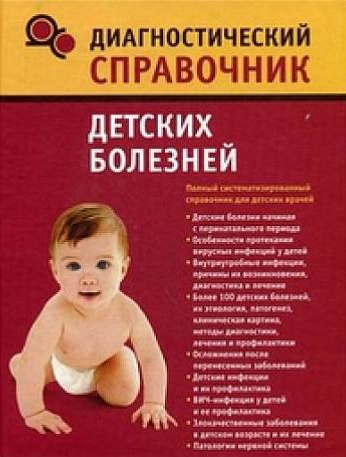 ДИАГНОСТИЧЕСКИЙ
СПРАВОЧНИК
ДЕТСКИХ
БОЛЕЗНЕЙ
Полный систематизированный
справочник для детских врачей
• Детские болезни начиная
с перинатального периода
• Особенности протекания
вирусных инфекций у детей
• Внутриутробные инфекции,
причины их возникновения,
диагностика и лечение
• Более 100 детских болезней,
их этиология, патогенез,
клиническая картина,
методы диагностики,
лечения и профилактики
• Осложнения после
перенесенных заболеваний
• Детские инфекции
и их профилактика
• ВИЧ-инфекция у детей
и ее профилактика
• Злокачественные заболевания
в детском возрасте и их лечение
• Патологии нервной системы